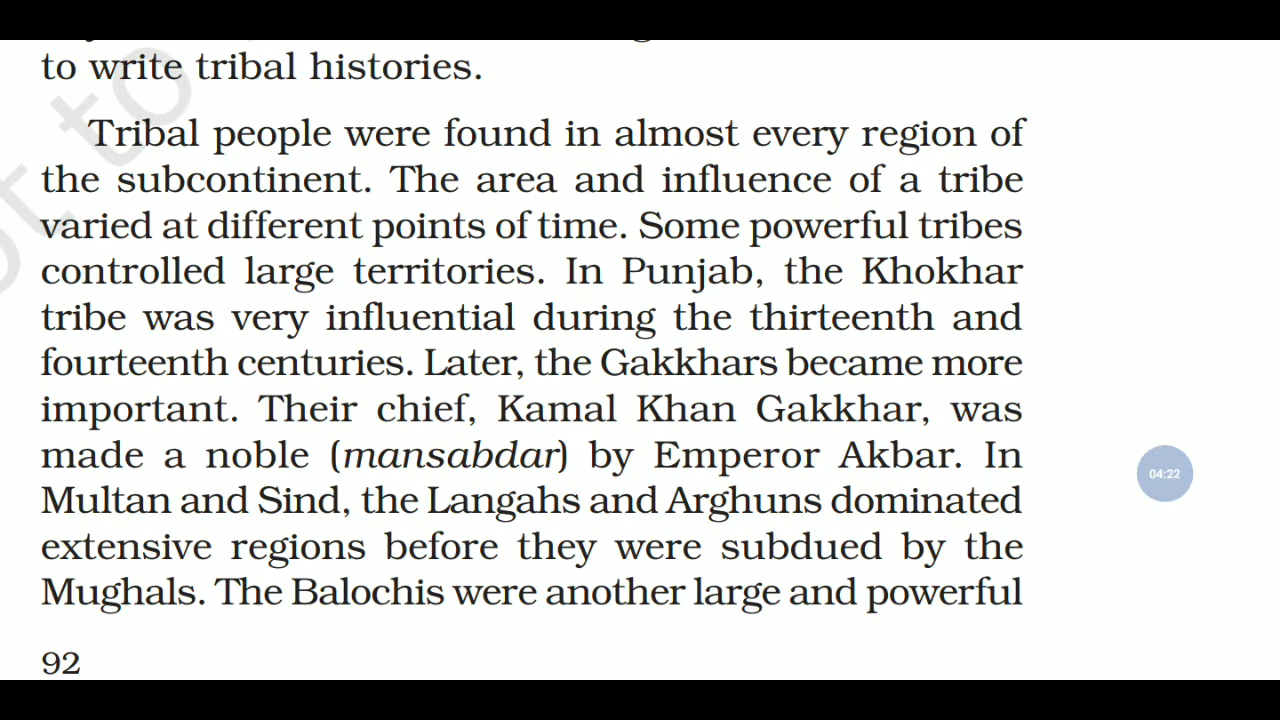 to write tribal histories.
Tribal people were found in almost every region of
the subcontinent. The area and influence of a tribe
varied at different points of time. Some powerful tribes
controlled large territories. In Punjab, the Khokhar
tribe was very influential during the thirteenth and
fourteenth centuries. Later, the Gakkhars became more
important. Their chief, Kamal Khan Gakkhar, was
made a noble (mansabdar) by Emperor Akbar. In
Multan and Sind, the Langahs and Arghuns dominated
extensive regions before they were subdued by the
Mughals. The Balochis were another large and powerful
92
04:22